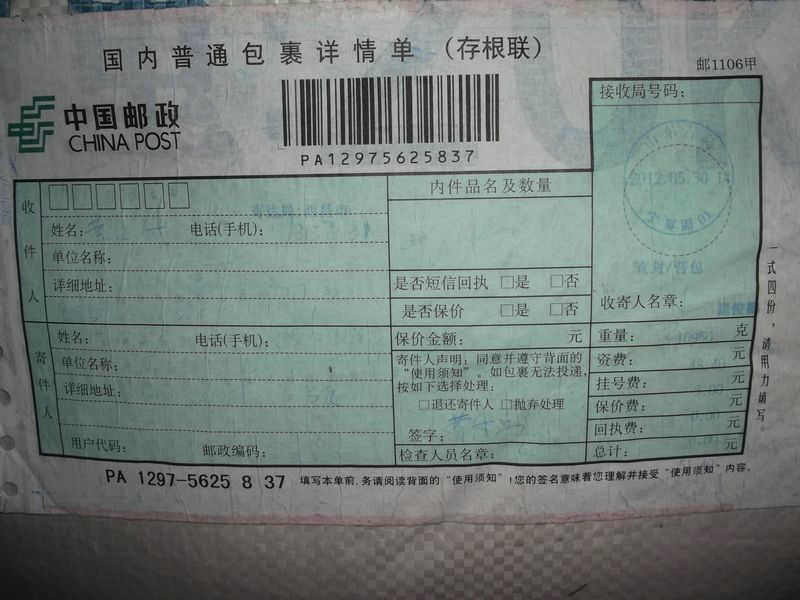 国内普通包裹详情单（存根联）
邮1106甲
中国邮政
CHINA POST
PA12975625837
接收局号码：
2012.05.30
收件人
姓名： 电话(手机)：
单位名称：
详细地址：
内件品名及数量
是否短信回执 □是 □否
是否保价 □是 □否
收寄人名章：
寄件人
姓名： 电话(手机)：
单位名称：
详细地址：
用户代码： 邮政编码：
保价金额： 元
寄件人声明：同意并遵守背面的
“使用须知”。如包裹无法投递，
按如下选择处理：
□退还寄件人 □抛弃处理
签字：
检查人员名章：
重量： 克
资费： 元
挂号费： 元
保价费： 元
回执费： 元
总计： 元
一式四份，请用力填写
PA 1297-5625 8 37 填写本单前,务请阅读背面的“使用须知”!您的签名意味着您理解并接受“使用须知”内容。